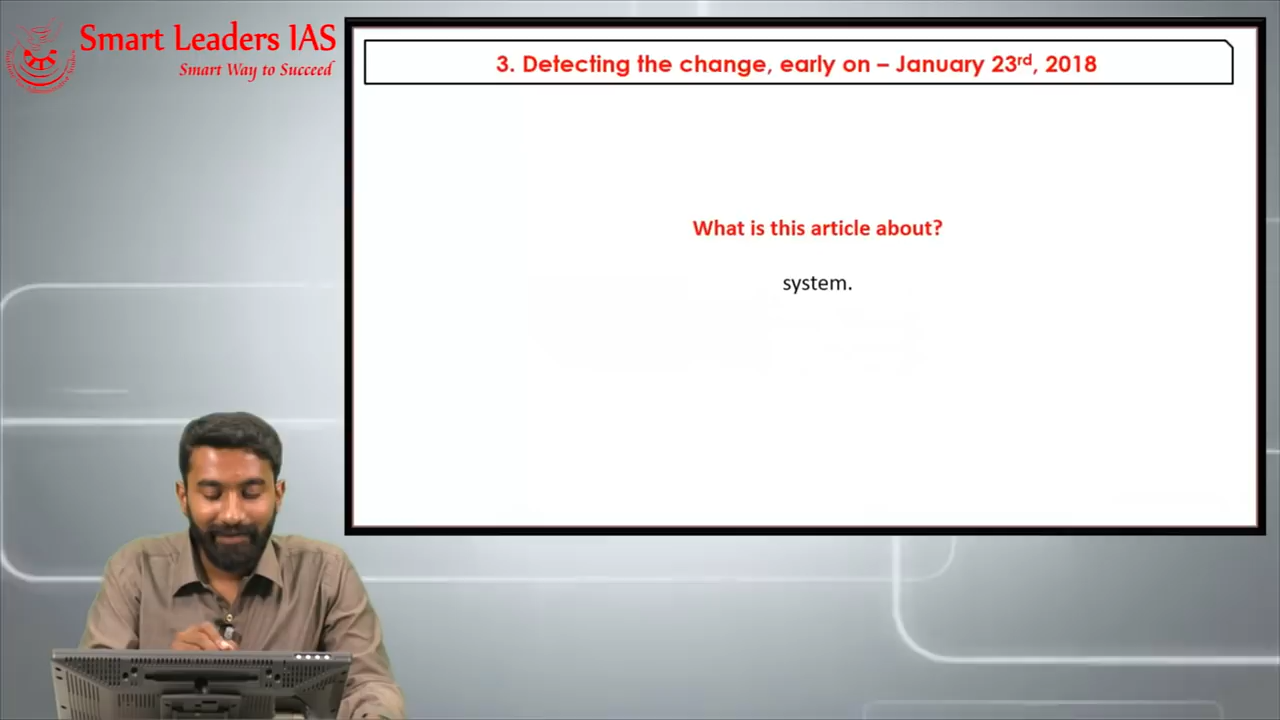 Smart Leaders IAS
Smart Way to Succeed
3. Detecting the change, early on – January 23rd, 2018
What is this article about?
system.